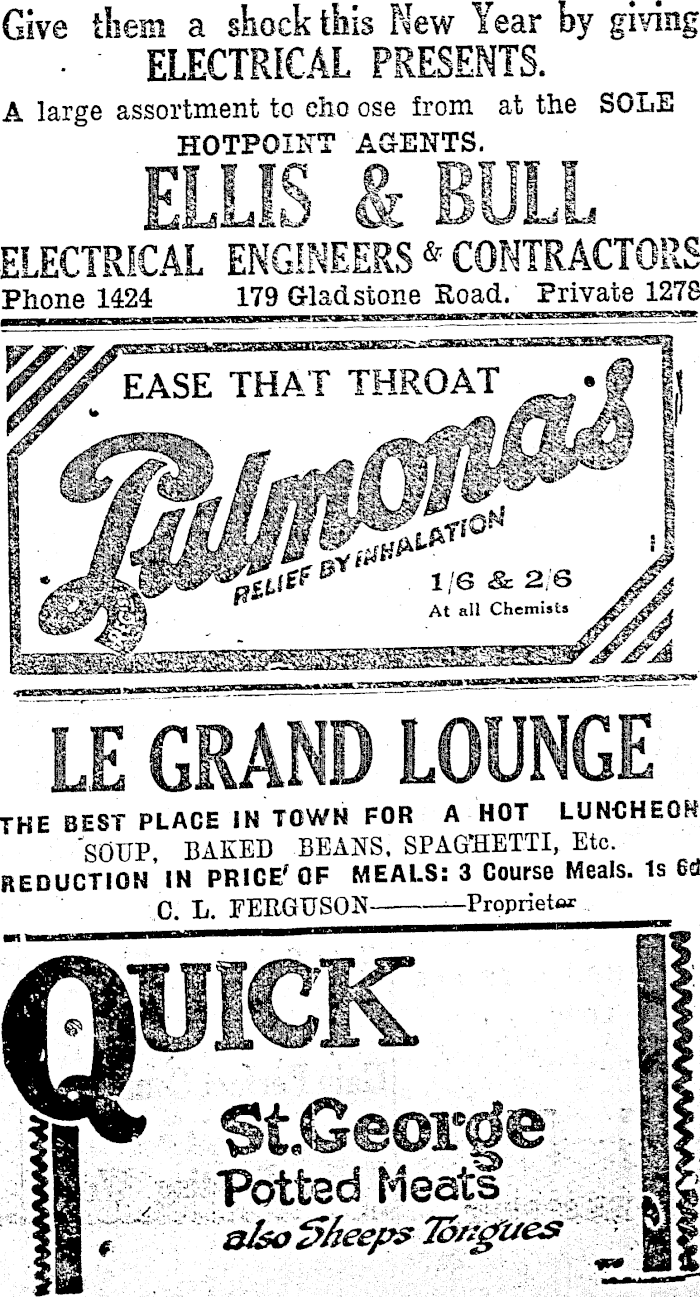 Give them a shock this New Year by giving
ELECTRICAL PRESENTS.
A large assortment to cho ose from at the SOLE
HOTPOINT AGENTS.
ELLIS & BULL
ELECTRICAL ENGINEERS & CONTRACTORS
Phone 1424 179 Gladstone Road. Private 1278
EASE THAT THROAT
Pulmonas
RELIEF BY INHALATION
1/6 & 2/6
At all Chemists
LE GRAND LOUNGE
THE BEST PLACE IN TOWN FOR A HOT LUNCHEON
SOUP, BAKED BEANS, SPAGHETTI, Etc.
REDUCTION IN PRICE OF MEALS: 3 Course Meals. 1s 6d
C. L. FERGUSON———Proprietor
QUICK
St. George
Potted Meats
also Sheeps Tongues